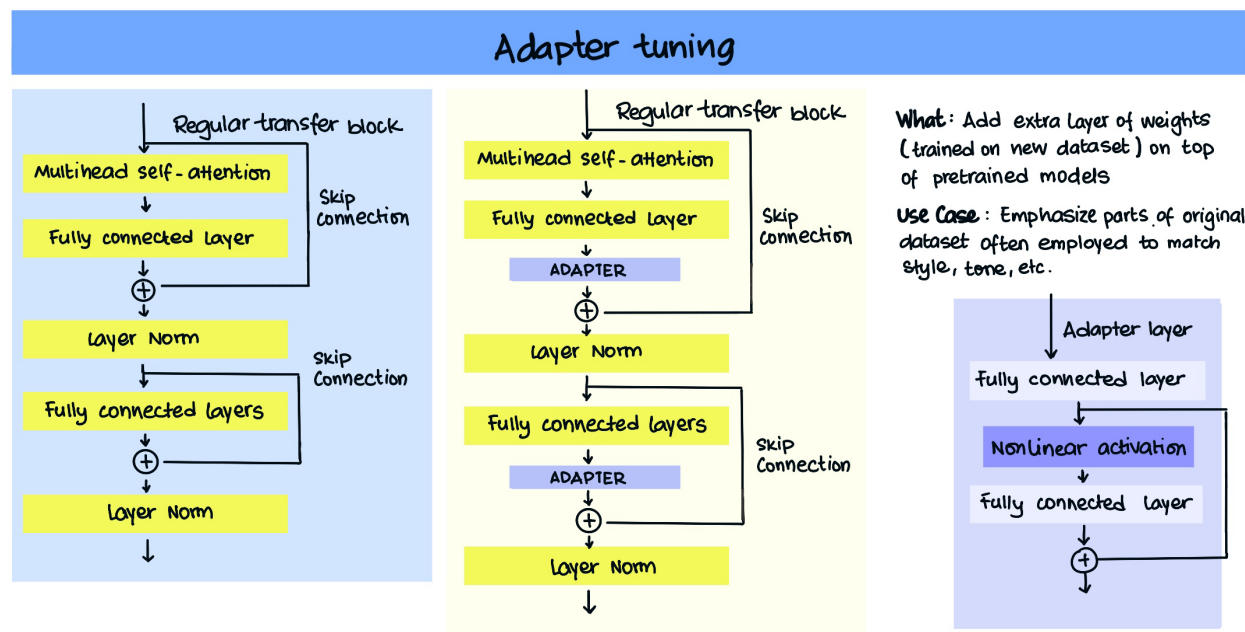 Adapter tuning
Regular transfer block
Multihead self-attention
Skip
connection
Fully connected Layer
Layer Norm
Skip
Connection
Fully connected layers
Layer Norm
Regular transfer block
Multihead self-attention
Skip
connection
Fully connected Layer
ADAPTER
Layer Norm
Fully connected layers
Skip
Connection
ADAPTER
Layer Norm
What: Add extra layer of weights
(trained on new dataset) on top
of pretrained models
Use Case: Emphasize parts of original
dataset often employed to match
style, tone, etc.
Adapter layer
Fully connected layer
Nonlinear activation
Fully connected layer